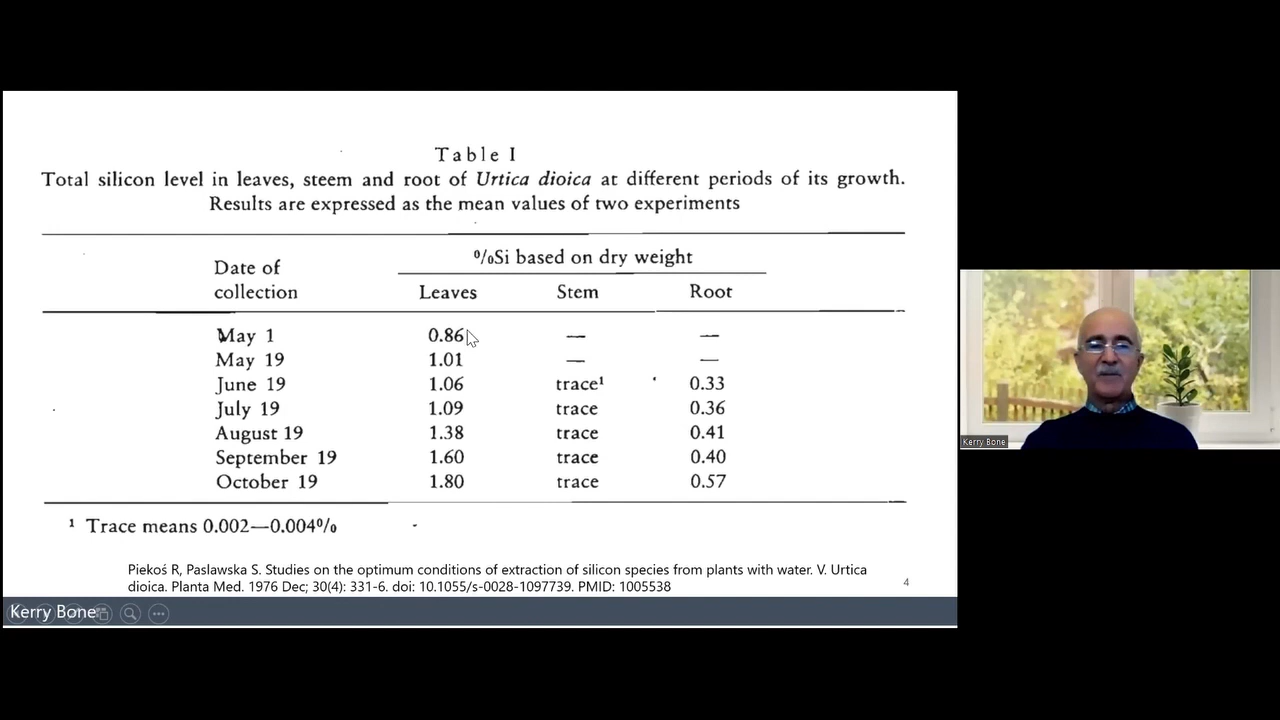 Table I
Total silicon level in leaves, steem and root of Urtica dioica at different periods of its growth.
Results are expressed as the mean values of two experiments
%Si based on dry weight
Date of
collection
Leaves Stem Root
May 1 0.86 — —
May 19 1.01 — —
June 19 1.06 trace¹ 0.33
July 19 1.09 trace 0.36
August 19 1.38 trace 0.41
September 19 1.60 trace 0.40
October 19 1.80 trace 0.57
¹ Trace means 0.002—0.004%
Piekoś R, Paslawska S. Studies on the optimum conditions of extraction of silicon species from plants with water. V. Urtica
dioica. Planta Med. 1976 Dec; 30(4): 331-6. doi: 10.1055/s-0028-1097739. PMID: 1005538
4
Kerry Bone
Kerry Bone